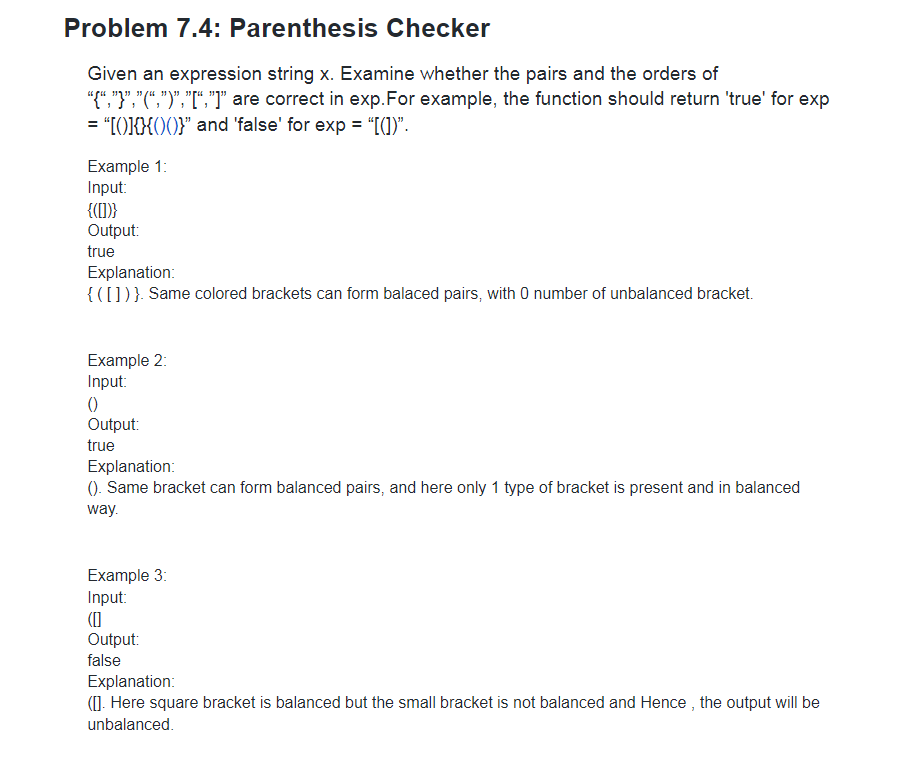 Problem 7.4: Parenthesis Checker
Given an expression string x. Examine whether the pairs and the orders of
“{“,”}”,”(“,”)”,”[“,”]” are correct in exp.For example, the function should return 'true' for exp
= “[()]{}{()()}” and 'false' for exp = “[(])”.
Example 1:
Input:
{([])}
Output:
true
Explanation:
{ ( [ ] ) }. Same colored brackets can form balaced pairs, with 0 number of unbalanced bracket.
Example 2:
Input:
()
Output:
true
Explanation:
(). Same bracket can form balanced pairs, and here only 1 type of bracket is present and in balanced
way.
Example 3:
Input:
([]
Output:
false
Explanation:
([]. Here square bracket is balanced but the small bracket is not balanced and Hence , the output will be
unbalanced.